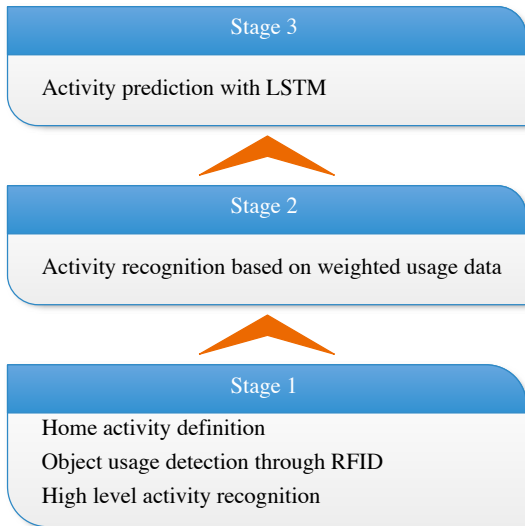 Stage 3
Activity prediction with LSTM
Stage 2
Activity recognition based on weighted usage data
Stage 1
Home activity definition
Object usage detection through RFID
High level activity recognition